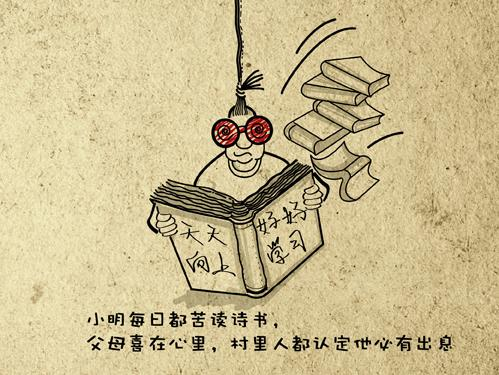 天天
向上
好好
学习
小明每日都苦读诗书，
父母喜在心里，村里人都认定他必有出息